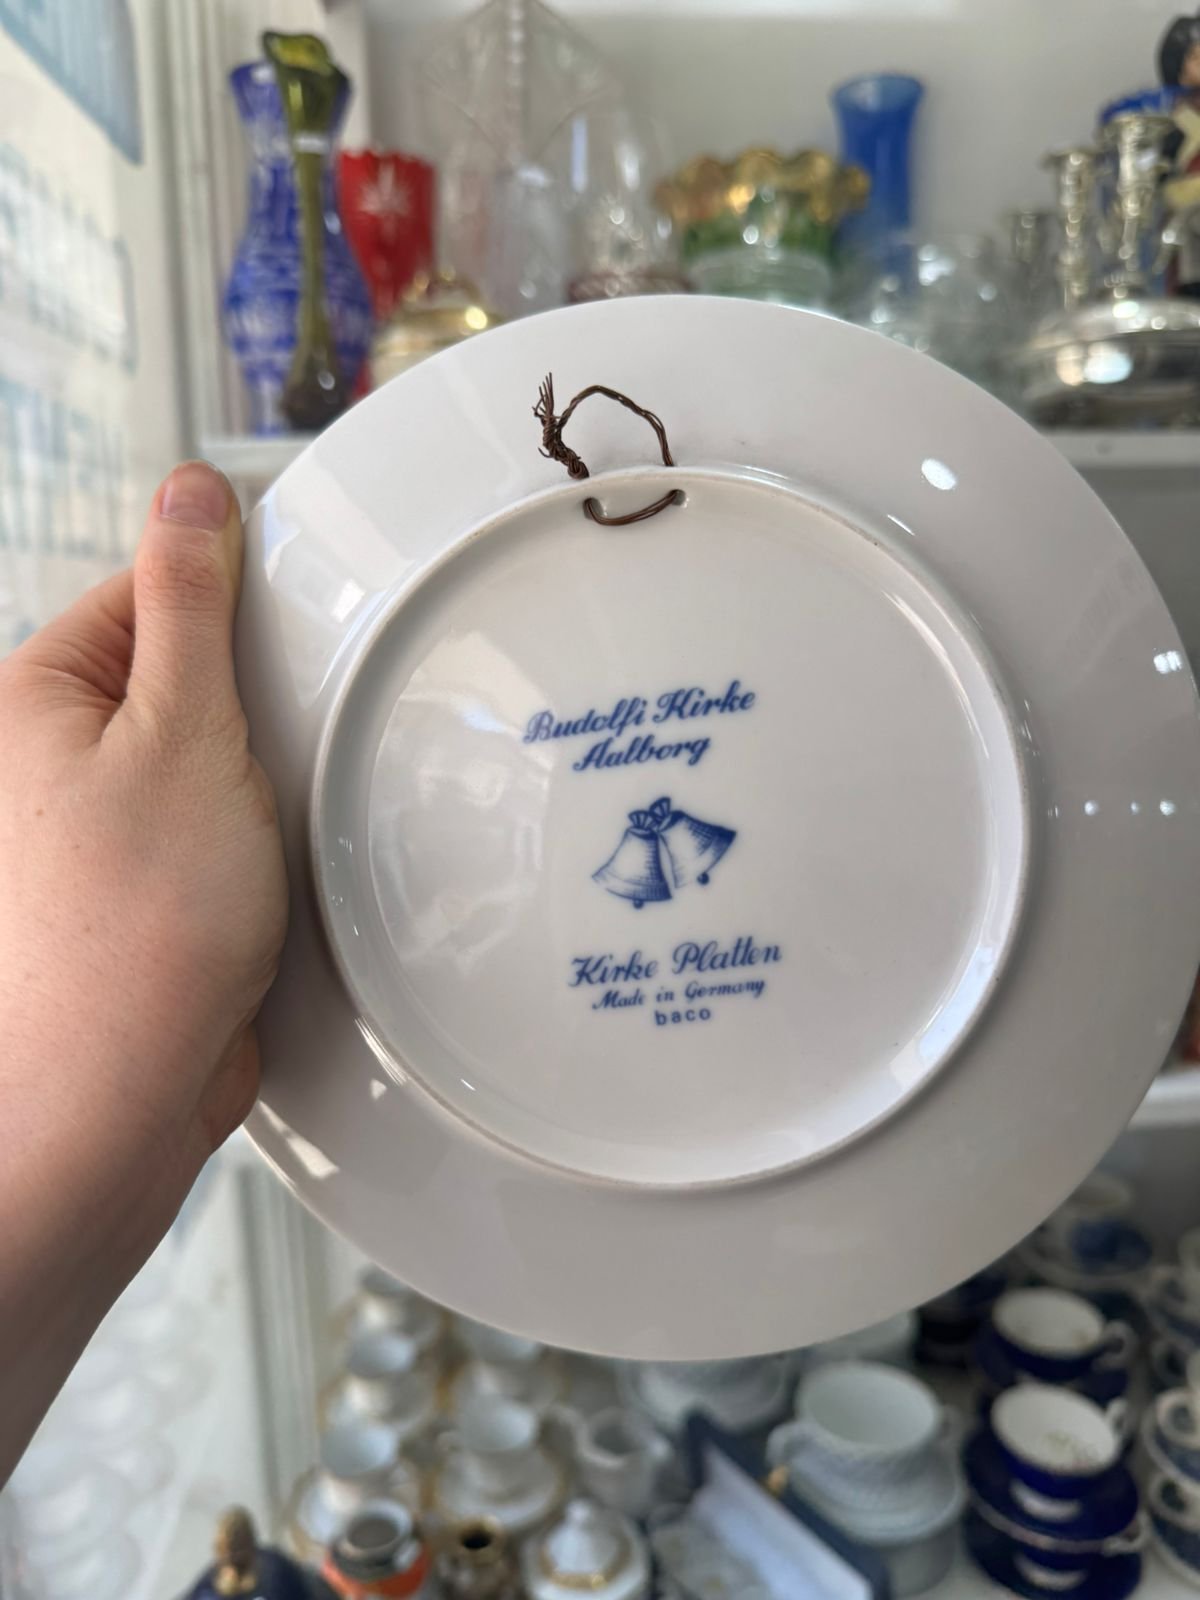 Budolfi Kirke
Aalborg
Kirke Platten
Made in Germany
baco